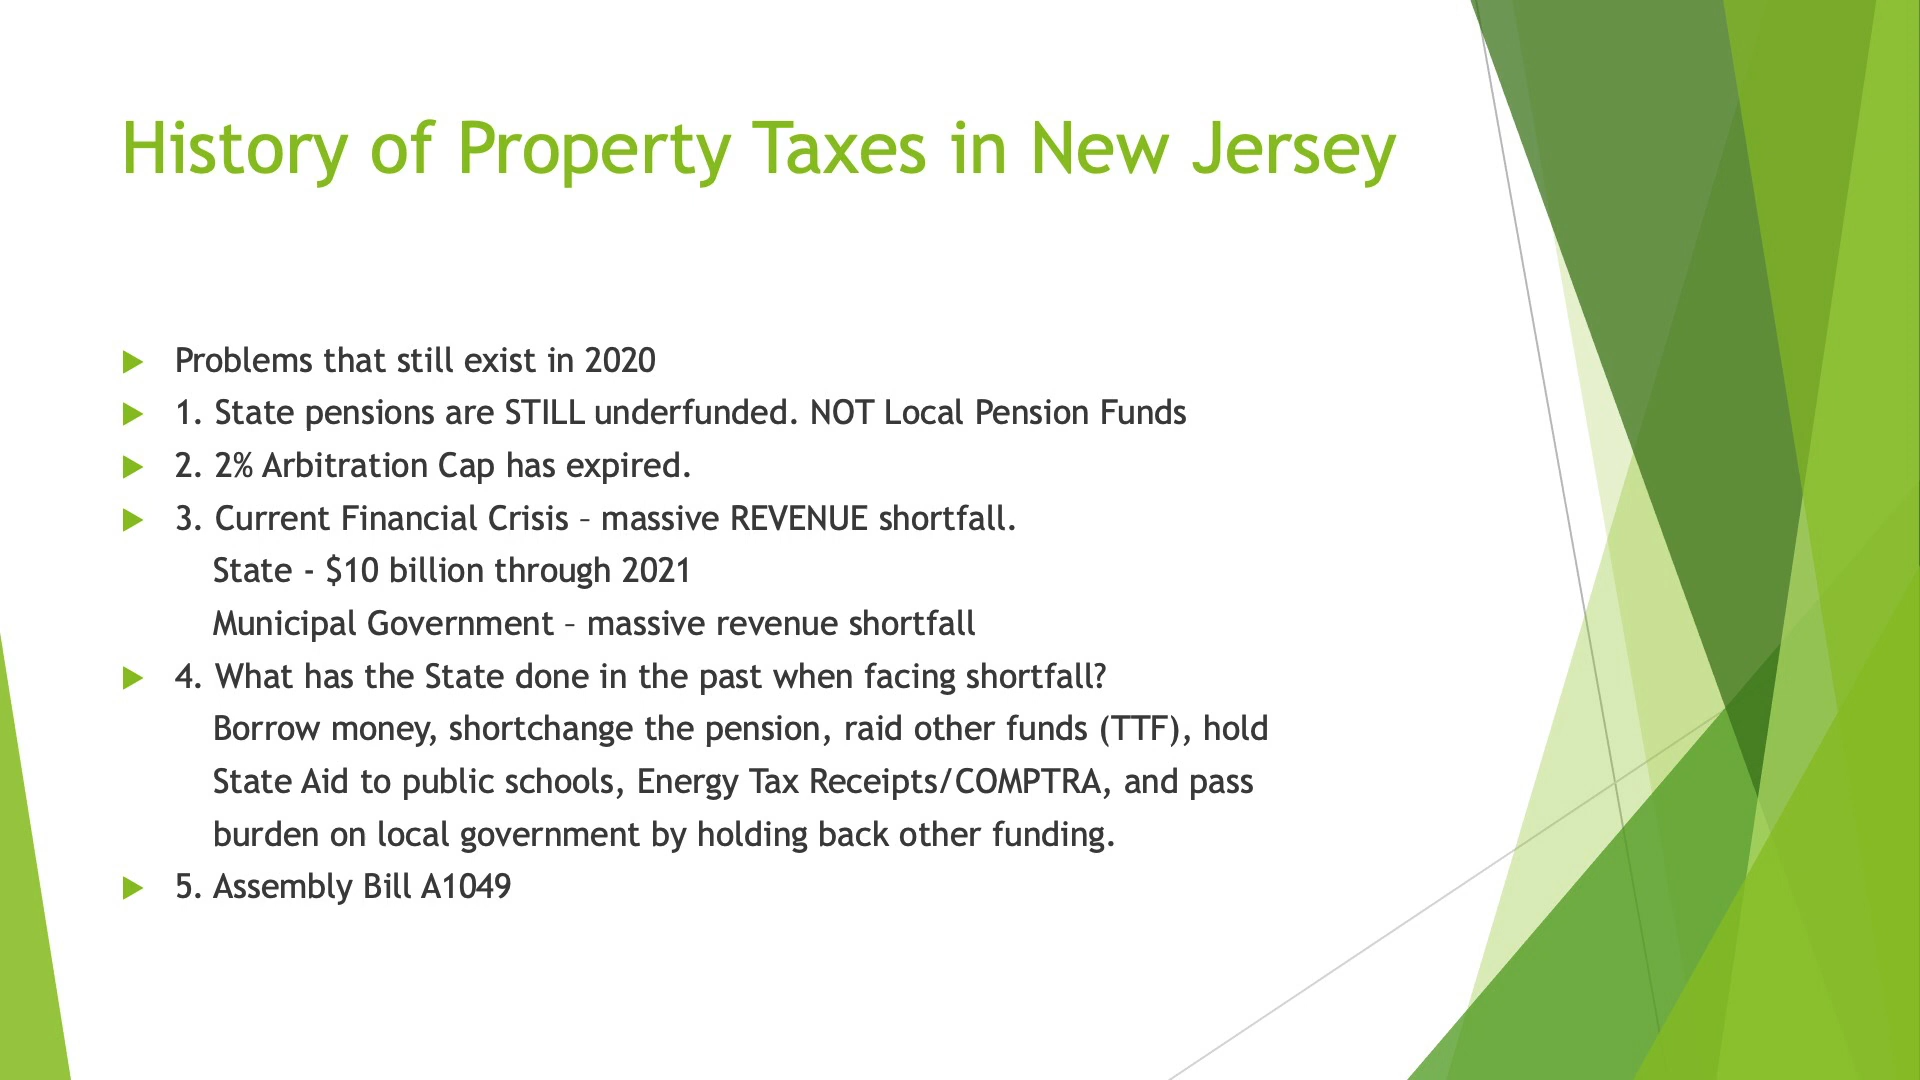 History of Property Taxes in New Jersey
Problems that still exist in 2020
1. State pensions are STILL underfunded. NOT Local Pension Funds
2. 2% Arbitration Cap has expired.
3. Current Financial Crisis – massive REVENUE shortfall.
State - $10 billion through 2021
Municipal Government – massive revenue shortfall
4. What has the State done in the past when facing shortfall?
Borrow money, shortchange the pension, raid other funds (TTF), hold
State Aid to public schools, Energy Tax Receipts/COMPTRA, and pass
burden on local government by holding back other funding.
5. Assembly Bill A1049